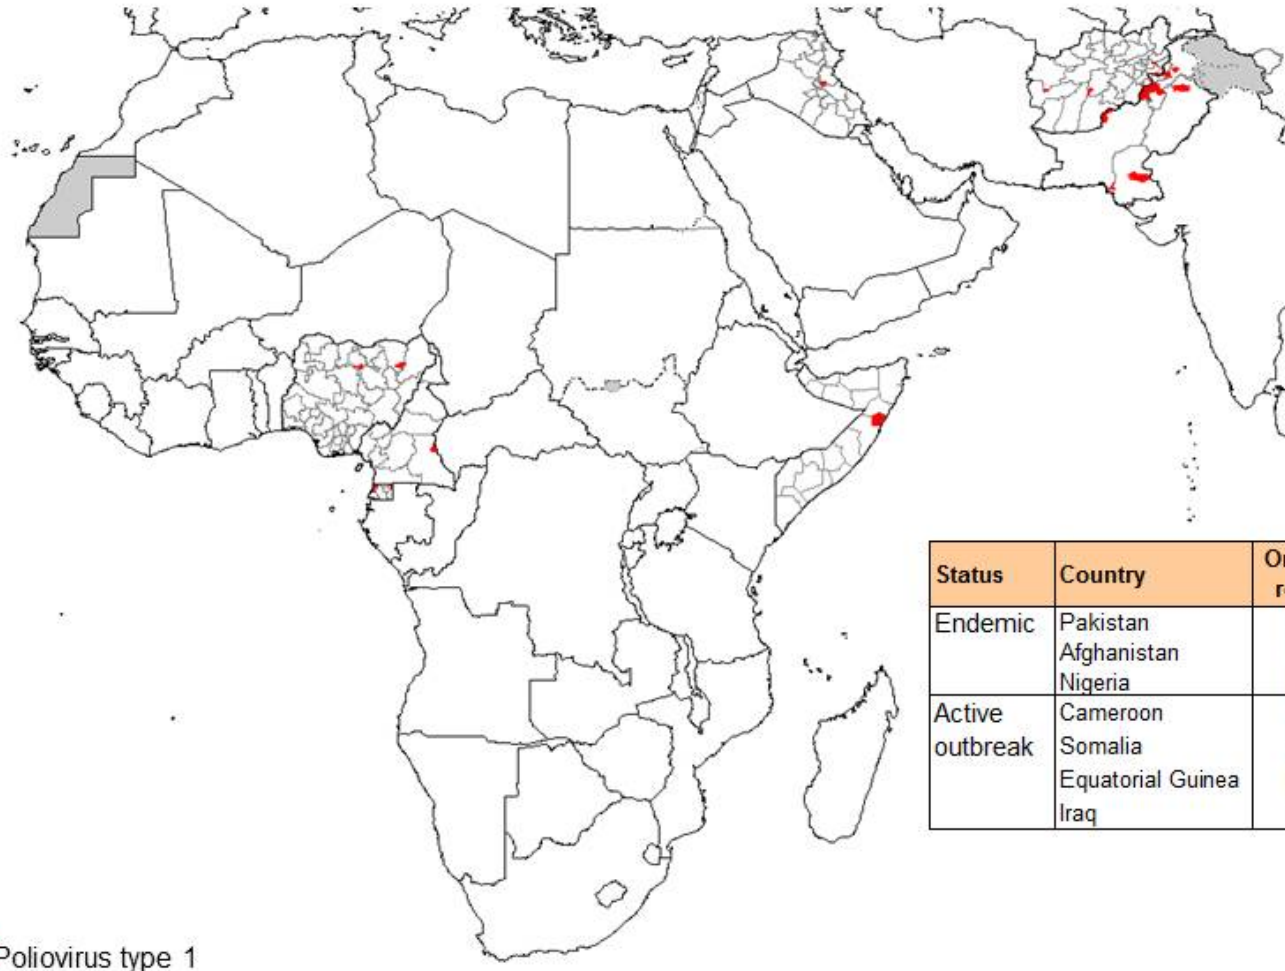 Status Country
Endemic Pakistan
Afghanistan
Nigeria
Active Cameroon
outbreak Somalia
Equatorial Guinea
Iraq
Poliovirus type 1